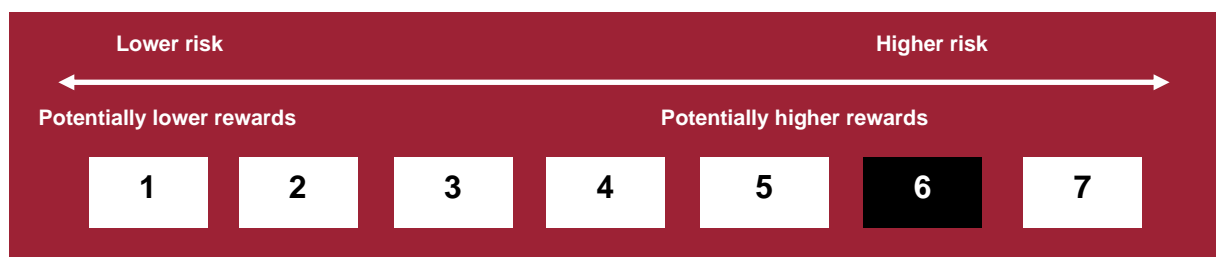 Lower risk Higher risk
Potentially lower rewards Potentially higher rewards
1 2 3 4 5 6 7